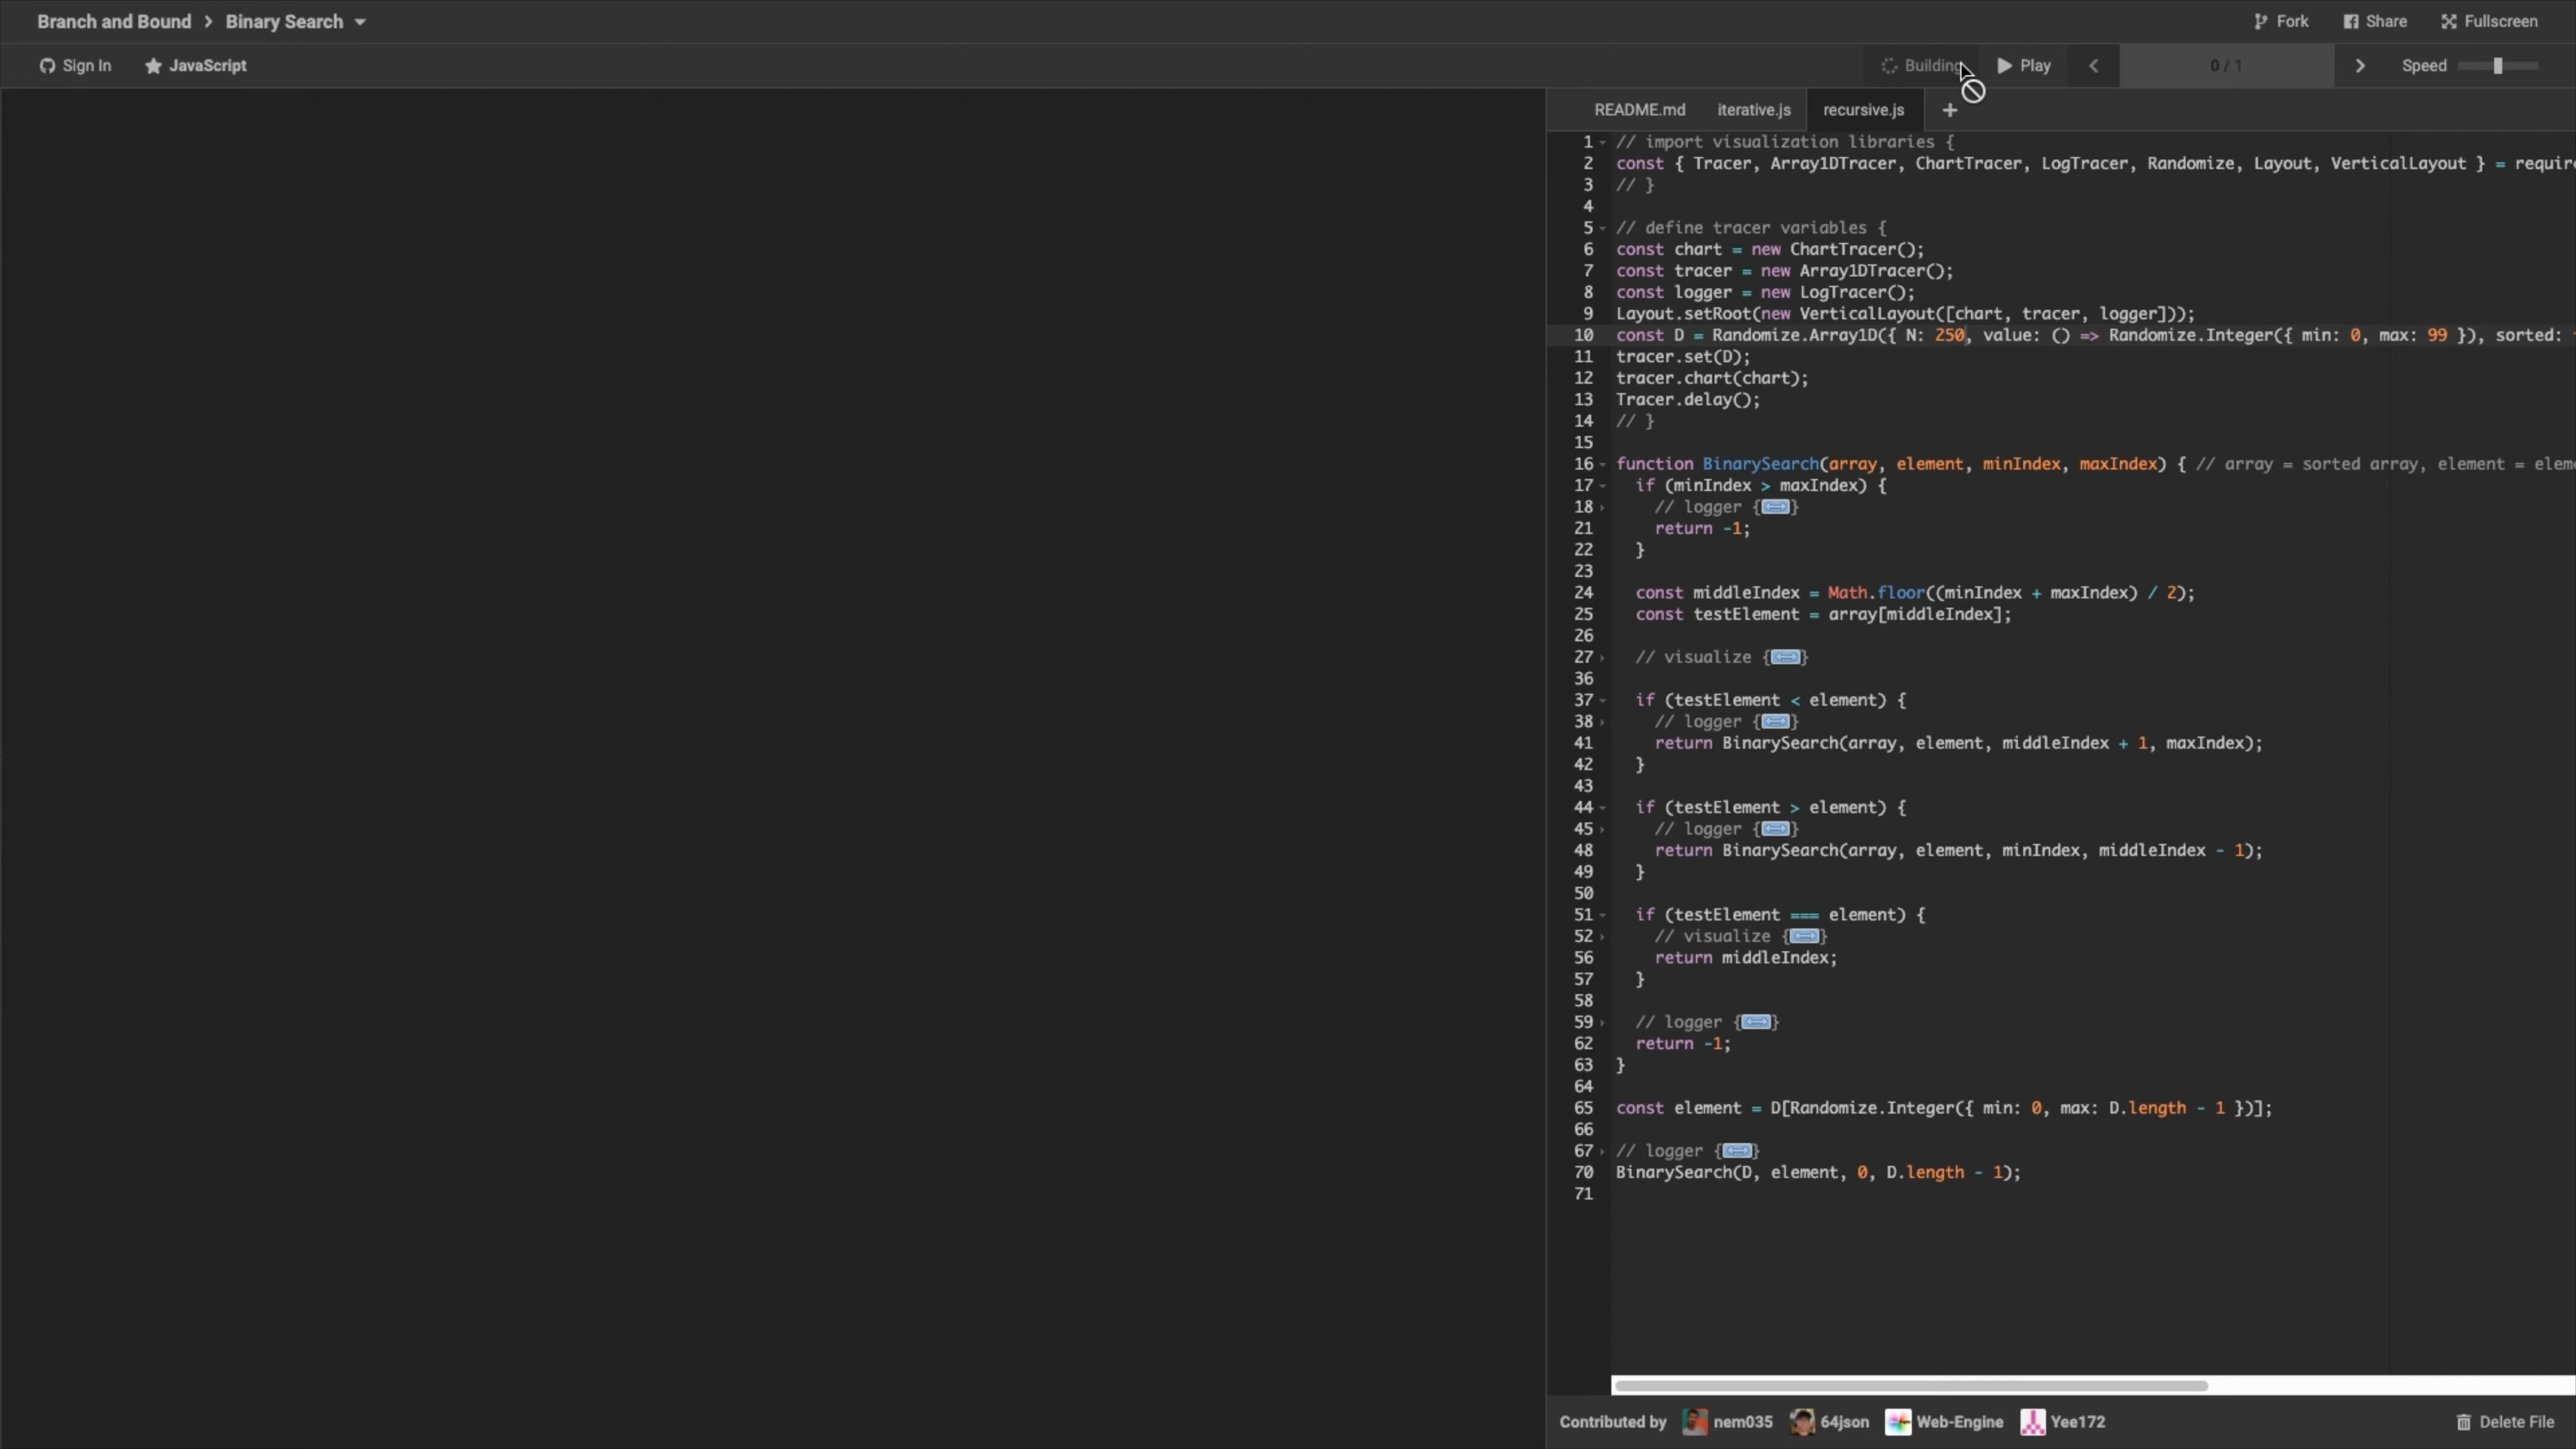 Branch and Bound > Binary Search
Fork Share Fullscreen
Sign In JavaScript
Building Play 0 / 1 Speed
README.md iterative.js recursive.js +
1 // import visualization libraries {
2 const { Tracer, Array1DTracer, ChartTracer, LogTracer, Randomize, Layout, VerticalLayout } = requir
3 // }
4
5 // define tracer variables {
6 const chart = new ChartTracer();
7 const tracer = new Array1DTracer();
8 const logger = new LogTracer();
9 Layout.setRoot(new VerticalLayout([chart, tracer, logger]));
10 const D = Randomize.Array1D({ N: 250, value: () => Randomize.Integer({ min: 0, max: 99 }), sorted:
11 tracer.set(D);
12 tracer.chart(chart);
13 Tracer.delay();
14 // }
15
16 function BinarySearch(array, element, minIndex, maxIndex) { // array = sorted array, element = elem
17 if (minIndex > maxIndex) {
18 // logger {}
21 return -1;
22 }
23
24 const middleIndex = Math.floor((minIndex + maxIndex) / 2);
25 const testElement = array[middleIndex];
26
27 // visualize {}
36
37 if (testElement < element) {
38 // logger {}
41 return BinarySearch(array, element, middleIndex + 1, maxIndex);
42 }
43
44 if (testElement > element) {
45 // logger {}
48 return BinarySearch(array, element, minIndex, middleIndex - 1);
49 }
50
51 if (testElement === element) {
52 // visualize {}
56 return middleIndex;
57 }
58
59 // logger {}
62 return -1;
63 }
64
65 const element = D[Randomize.Integer({ min: 0, max: D.length - 1 })];
66
67 // logger {}
70 BinarySearch(D, element, 0, D.length - 1);
71
Contributed by nem035 64json Web-Engine Yee172 Delete File